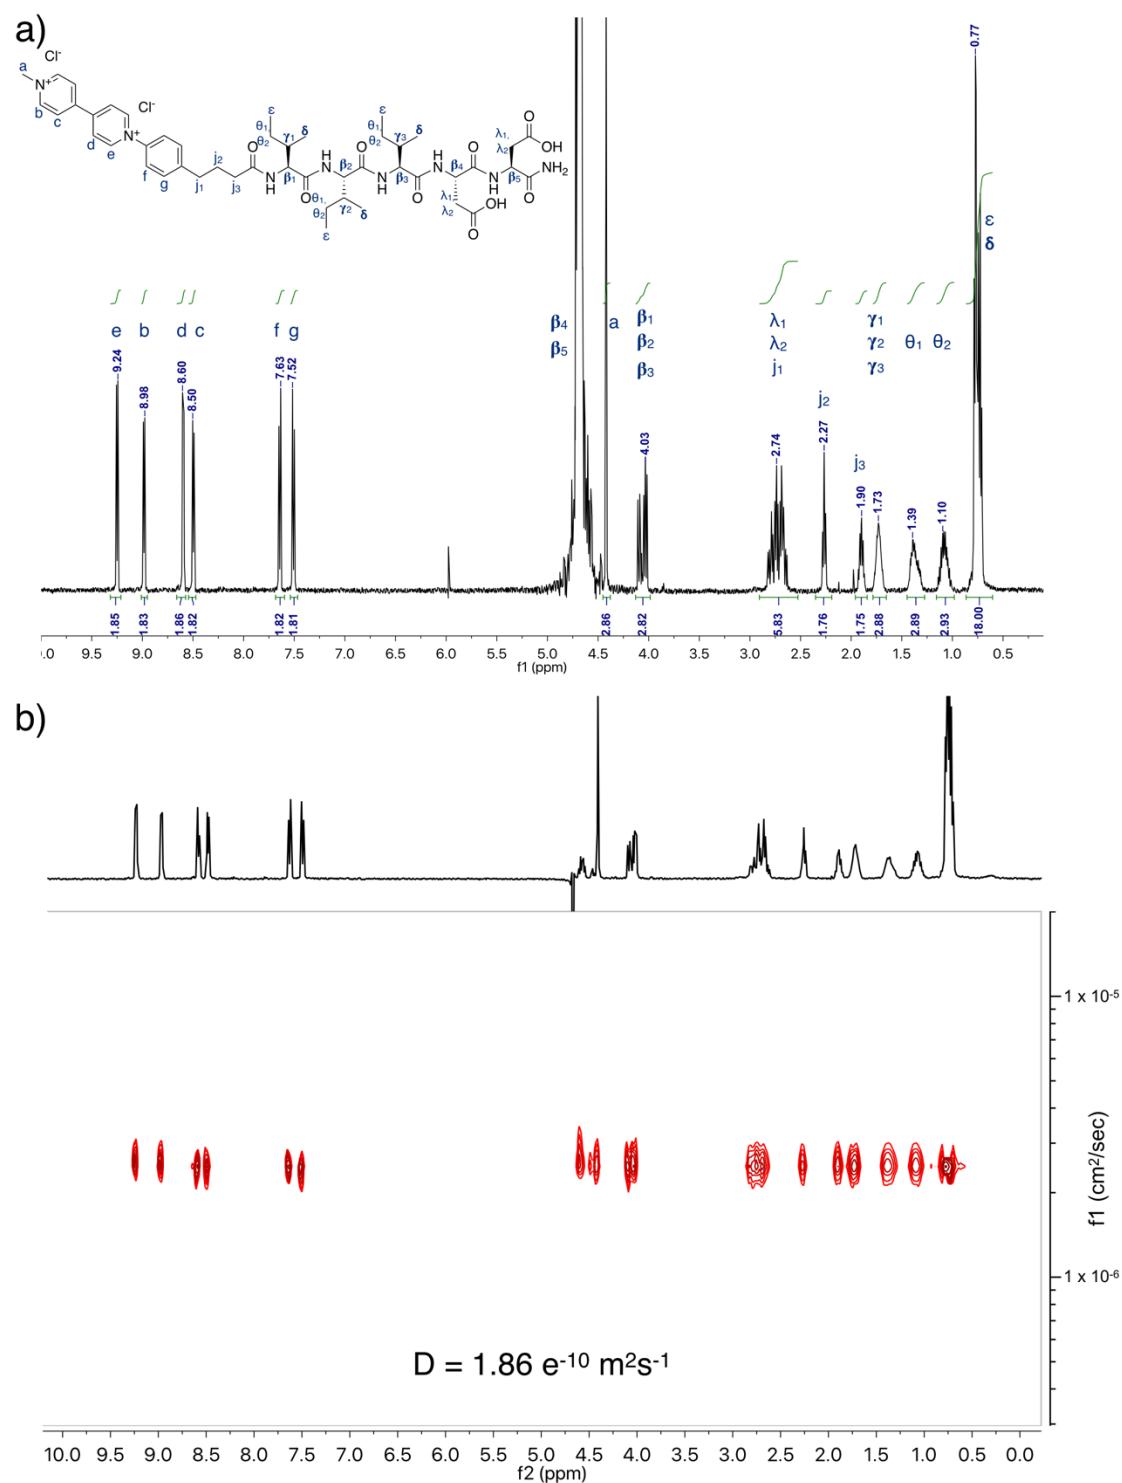 a)
Cl-
a
N+
Cl-
b
c
d
N+
e
f
g
j1
j2
j3
O
N
H
β1
γ1
δ
θ1,
θ2
ε
O
H
N
β2
γ2
δ
θ1,
θ2
ε
O
N
H
β3
γ3
δ
θ1,
θ2
ε
O
H
N
β4
λ1,
λ2
OH
O
O
N
H
β5
λ1,
λ2
O
OH
NH2
O
e b d c f g
β4
β5
a
β1
β2
β3
λ1
λ2
j1
j2
j3
γ1
γ2
γ3
θ1 θ2
ε
δ
9.24 8.98 8.60 8.50 7.63 7.52 4.03 2.74 2.27 1.90 1.73 1.39 1.10 0.77
1.85 1.83 1.86 1.82 1.82 1.81 2.86 2.82 5.83 1.76 1.75 2.88 2.89 2.93 18.00
.0 9.5 9.0 8.5 8.0 7.5 7.0 6.5 6.0 5.5 5.0 4.5 4.0 3.5 3.0 2.5 2.0 1.5 1.0 0.5
f1 (ppm)
b)
1 x 10-5
1 x 10-6
f1 (cm2/sec)
D = 1.86 e-10 m2s-1
10.0 9.5 9.0 8.5 8.0 7.5 7.0 6.5 6.0 5.5 5.0 4.5 4.0 3.5 3.0 2.5 2.0 1.5 1.0 0.5 0.0
f2 (ppm)